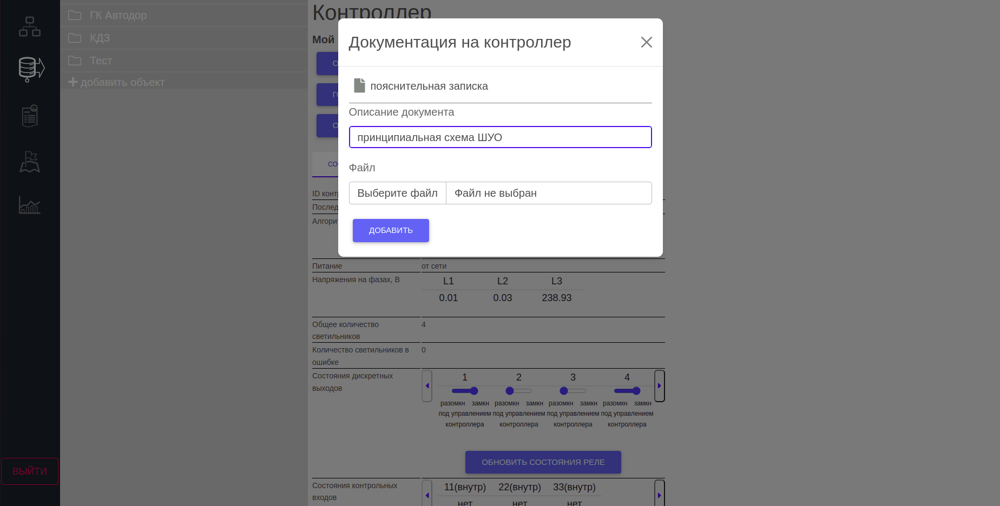 ГК Автодор
КДЗ
Тест
добавить объект
ВЫЙТИ
Контроллер
Мой
Документация на контроллер
пояснительная записка
Описание документа
принципиальная схема ШУО
Файл
Выберите файл Файл не выбран
ДОБАВИТЬ
Питание от сети
Напряжения на фазах, В L1 L2 L3
0.01 0.03 238.93
Общее количество светильников 4
Количество светильников в ошибке 0
Состояния дискретных выходов 1 2 3 4
разомкн замкн разомкн замкн разомкн замкн разомкн замкн
под управлением под управлением под управлением под управлением
контроллера контроллера контроллера контроллера
ОБНОВИТЬ СОСТОЯНИЯ РЕЛЕ
Состояния контрольных входов 11(внутр) 22(внутр) 33(внутр)
нет нет нет